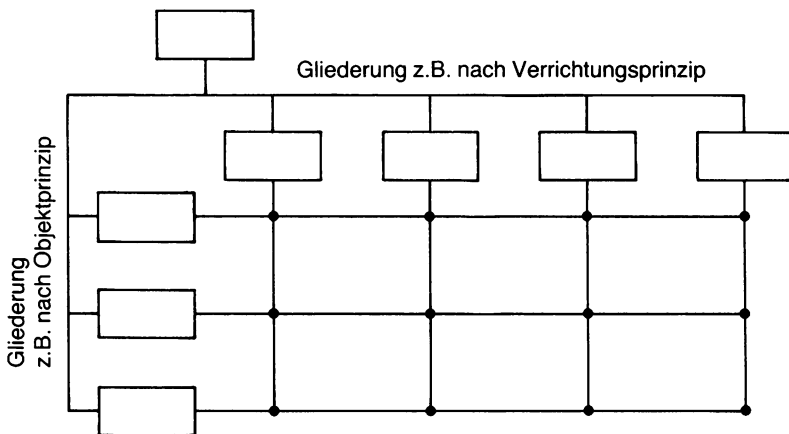 Gliederung z.B. nach Verrichtungsprinzip
Gliederung
z.B. nach Objektprinzip